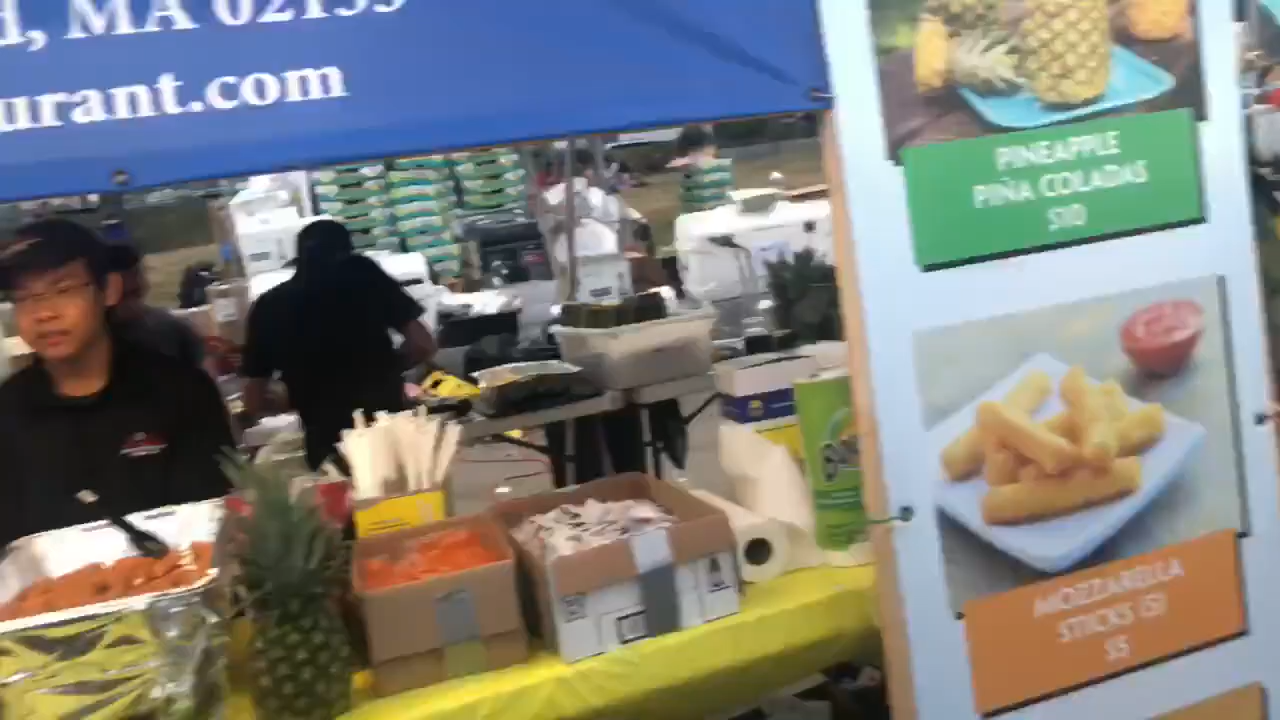 H, MA 02155
urant.com
PINEAPPLE
PIÑA COLADAS
$10
MOZZARELLA
STICKS (5)
$5